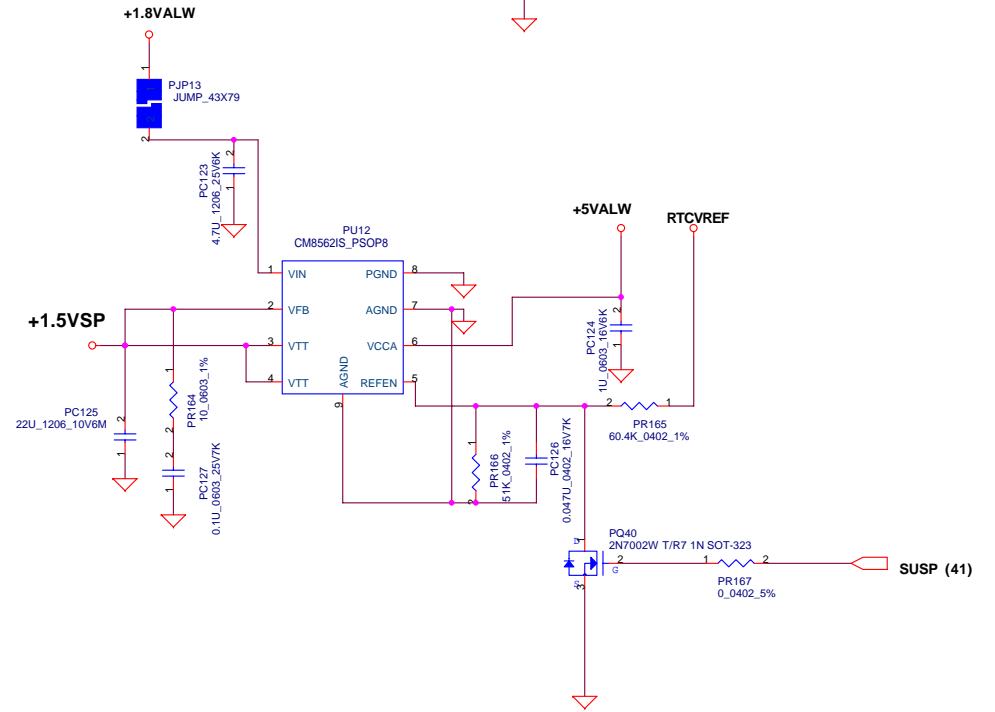 +1.8VALW
1
PJP13
JUMP_43X79
1
2
2
PC123
4.7U_1206_25V6K
2
1
+5VALW
RTCVREF
PU12
CM8562IS_PSOP8
1 VIN
PGND 8
2 VFB
AGND 7
+1.5VSP
3 VTT
VCCA 6
4 VTT
AGND
REFEN 5
9
PC124
1U_0603_16V6K
2
1
PC125
22U_1206_10V6M
2
1
PR164
10_0603_1%
1
2
PC127
0.1U_0603_25V7K
2
1
2
1
PR165
60.4K_0402_1%
PR166
51K_0402_1%
1
2
PC126
0.047U_0402_16V7K
PQ40
2N7002W T/R7 1N SOT-323
D
1
G
2
S
3
1
2
PR167
0_0402_5%
SUSP (41)